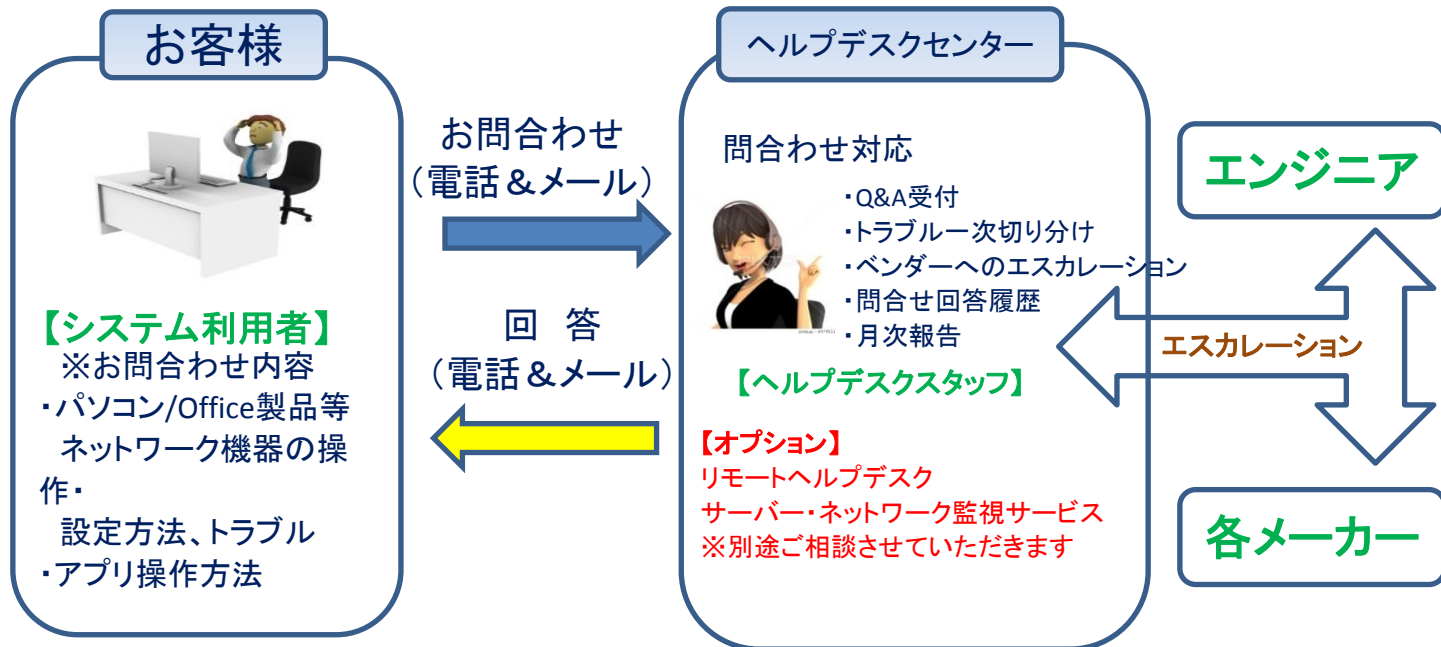 お客様
【システム利用者】
※お問合わせ内容
・パソコン/Office製品等
ネットワーク機器の操
作・
設定方法、トラブル
・アプリ操作方法
お問合わせ
（電話＆メール）
回 答
（電話＆メール）
ヘルプデスクセンター
問合わせ対応
・Q&A受付
・トラブル一次切り分け
・ベンダーへのエスカレーション
・問合せ回答履歴
・月次報告
【ヘルプデスクスタッフ】
【オプション】
リモートヘルプデスク
サーバー・ネットワーク監視サービス
※別途ご相談させていただきます
エンジニア
エスカレーション
各メーカー